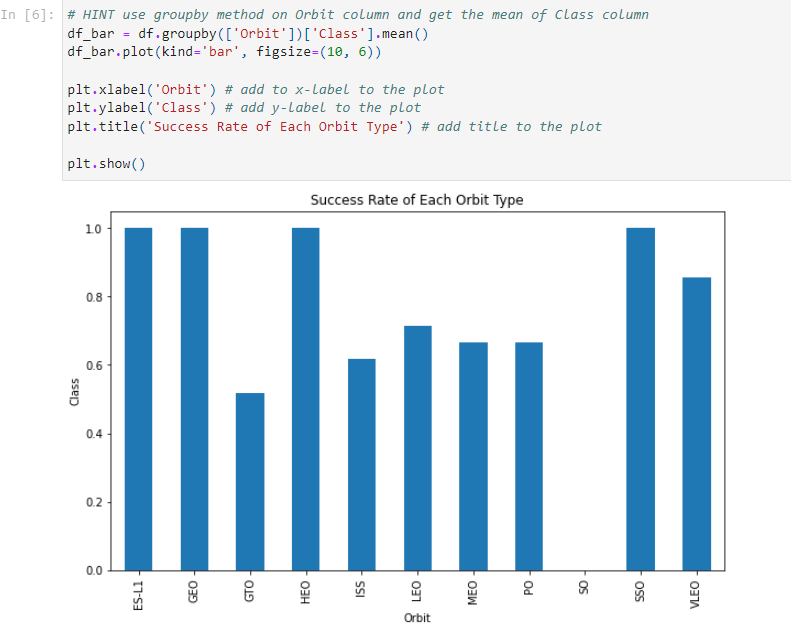 In [6]:
# HINT use groupby method on Orbit column and get the mean of Class column
df_bar = df.groupby(['Orbit'])['Class'].mean()
df_bar.plot(kind='bar', figsize=(10, 6))
plt.xlabel('Orbit') # add to x-label to the plot
plt.ylabel('Class') # add y-label to the plot
plt.title('Success Rate of Each Orbit Type') # add title to the plot
plt.show()
Success Rate of Each Orbit Type
1.0
0.8
0.6
0.4
0.2
0.0
Class
ES-L1
GEO
GTO
HEO
ISS
LEO
MEO
PO
SO
SSO
VLEO
Orbit